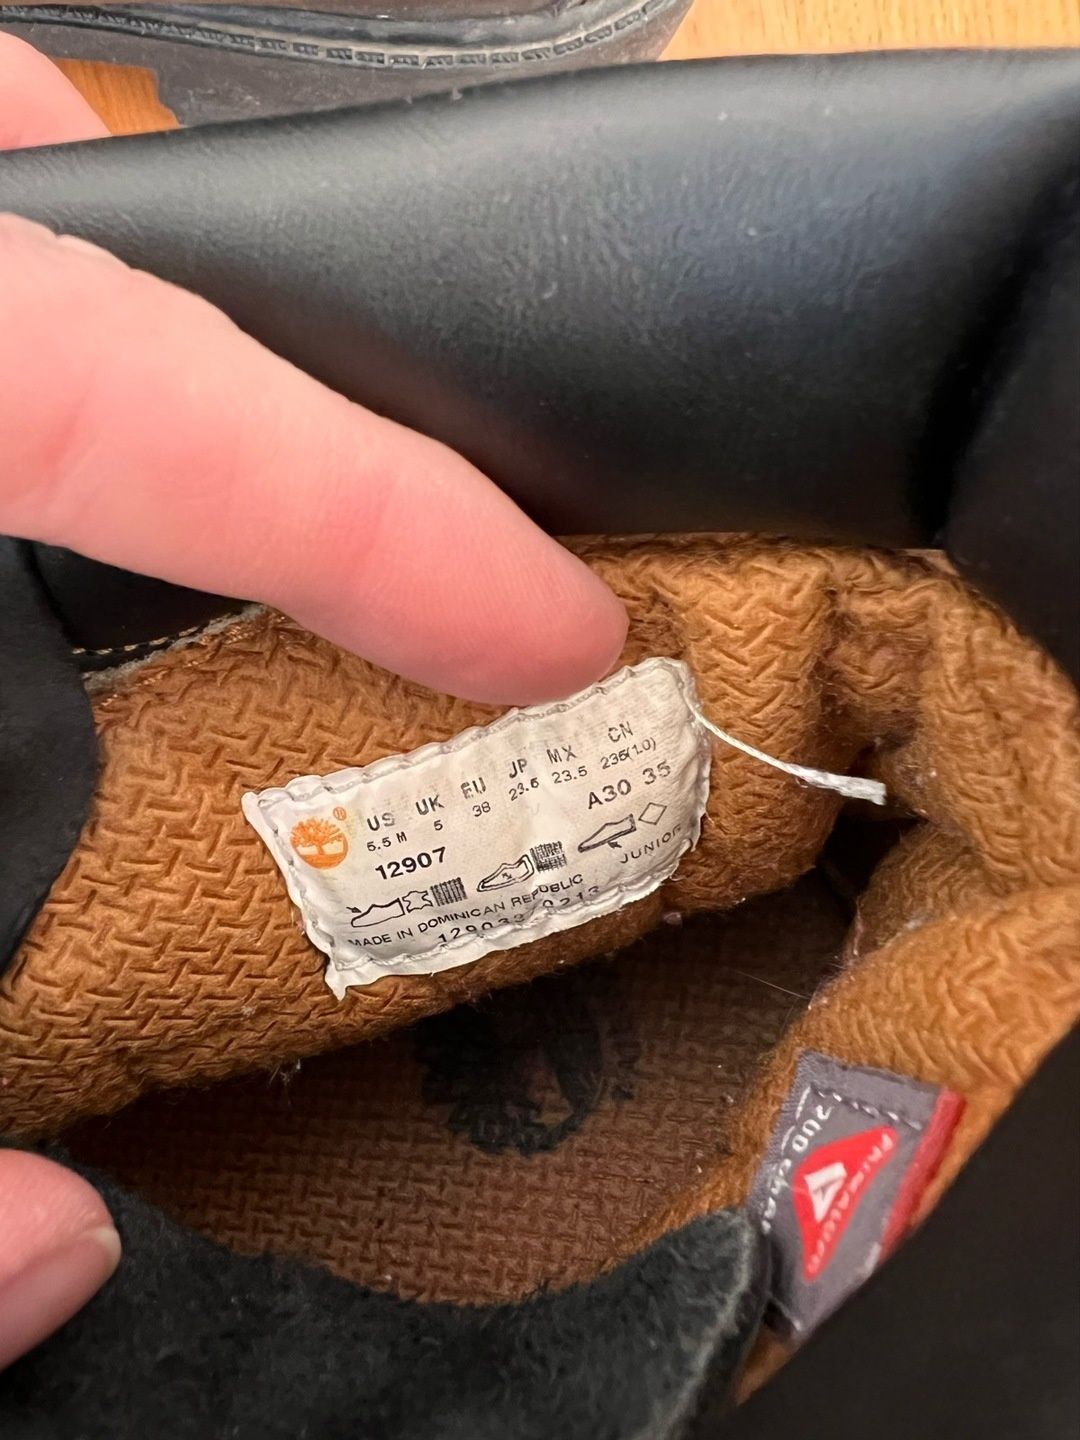 ®
US UK EU JP MX CN
5.5 M 5 38 23.5 23.5 235(1.0)
12907 A30 35
JUNIOR
MADE IN DOMINICAN REPUBLIC
PRIMALOFT